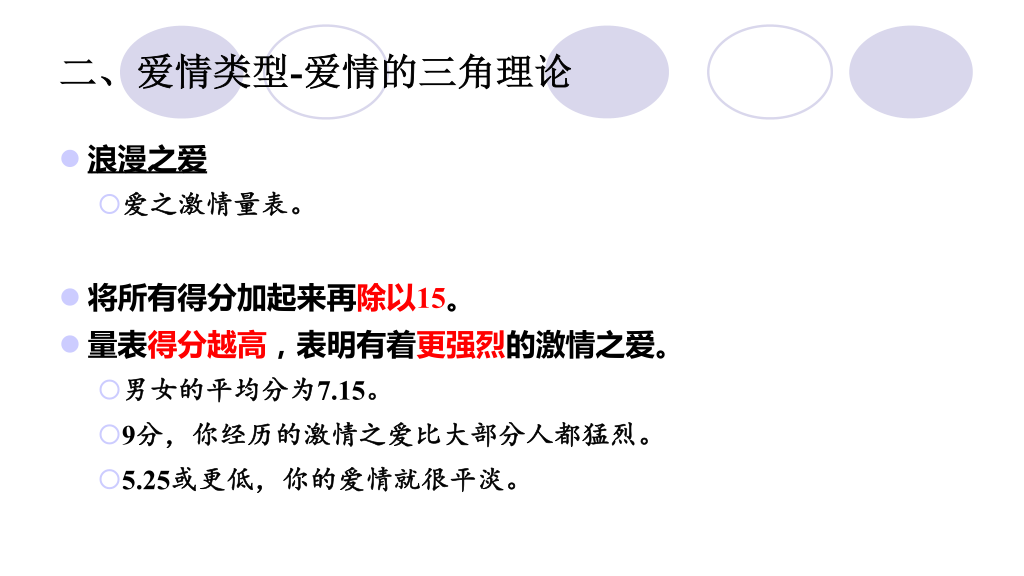 二、爱情类型-爱情的三角理论
浪漫之爱
爱之激情量表。
将所有得分加起来再除以15。
量表得分越高，表明有着更强烈的激情之爱。
男女的平均分为7.15。
9分，你经历的激情之爱比大部分人都猛烈。
5.25或更低，你的爱情就很平淡。